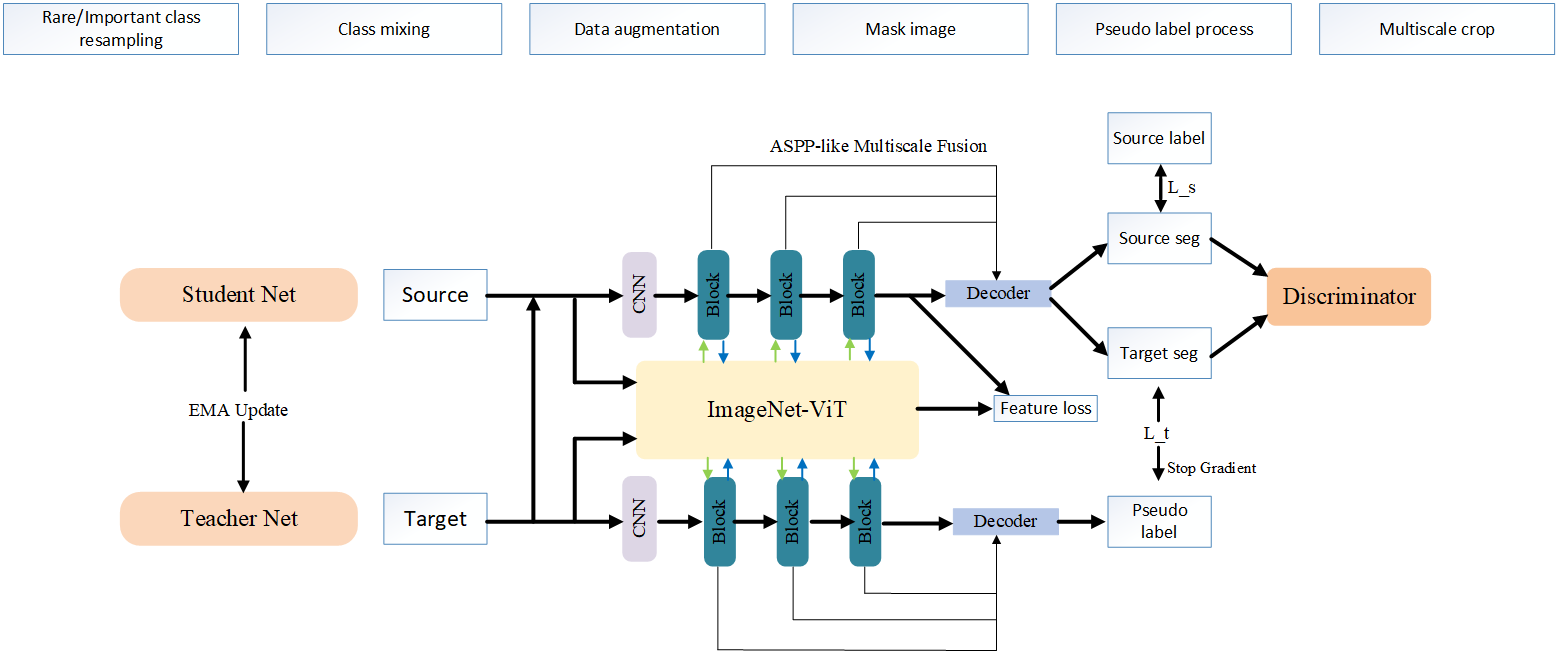 Rare/Important class
resampling
Class mixing
Data augmentation
Mask image
Pseudo label process
Multiscale crop
ASPP-like Multiscale Fusion
Source label
L_s
Source seg
Student Net
Source
CNN
Block
Block
Block
Decoder
Discriminator
Target seg
EMA Update
ImageNet-ViT
Feature loss
L_t
Stop Gradient
Teacher Net
Target
CNN
Block
Block
Block
Decoder
Pseudo
label